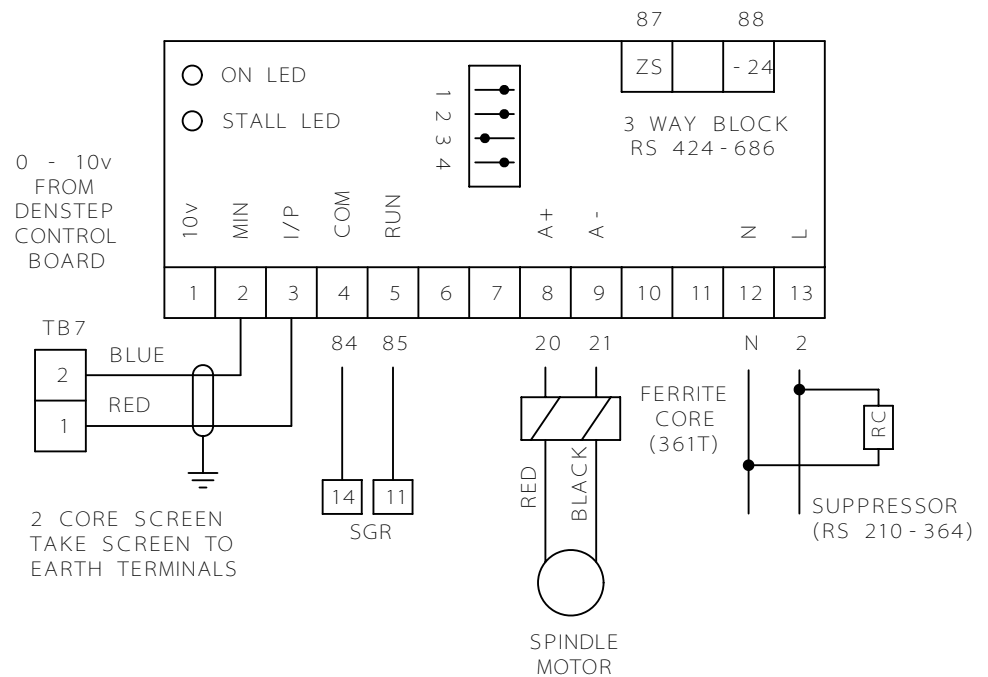 87 88
ZS -24
3 WAY BLOCK
RS 424-686
ON LED
STALL LED
1
2
3
4
0 - 10v
FROM
DENSTEP
CONTROL
BOARD
10v MIN I/P COM RUN A+ A- N L
1 2 3 4 5 6 7 8 9 10 11 12 13
TB7
2
1
BLUE
RED
84 85 20 21 N 2
FERRITE
CORE
(361T)
RC
RED BLACK
14 11
SGR
SUPPRESSOR
(RS 210-364)
2 CORE SCREEN
TAKE SCREEN TO
EARTH TERMINALS
SPINDLE
MOTOR